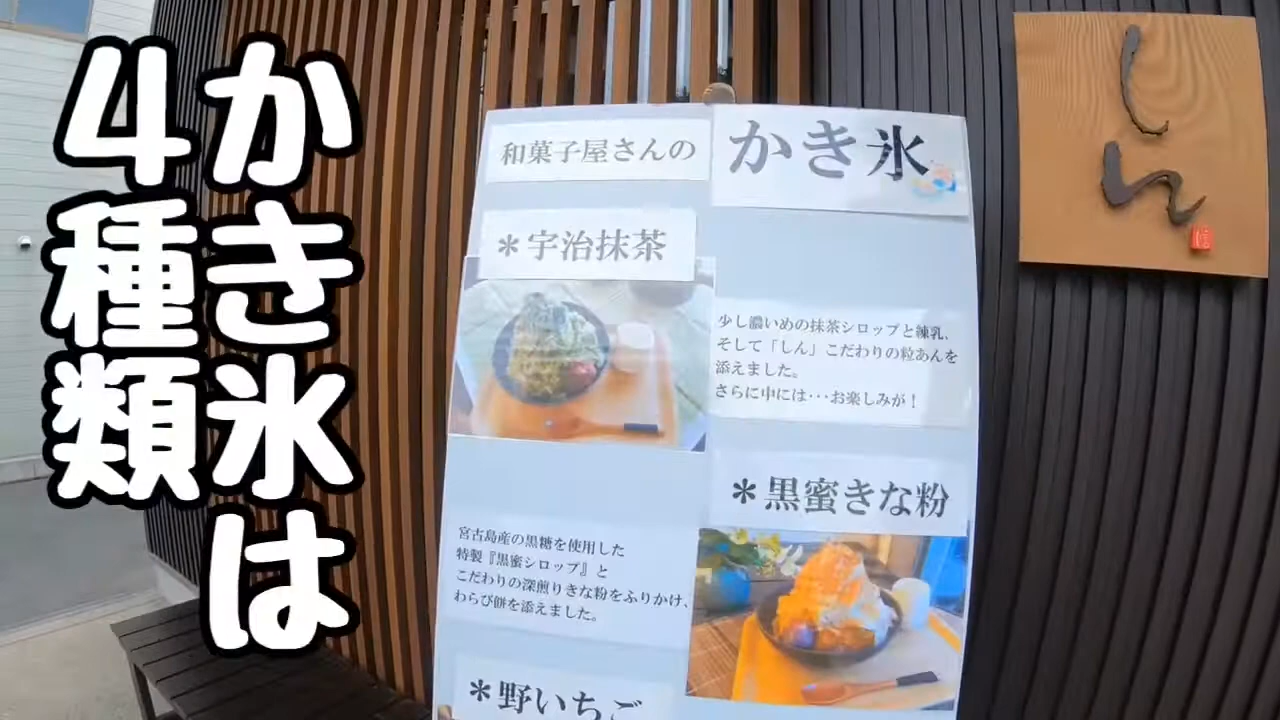 かき氷は
4種類
和菓子屋さんの
かき氷
＊宇治抹茶
少し濃いめの抹茶シロップと練乳、
そして「しん」こだわりの粒あんを
添えました。
さらに中には･･･お楽しみが！
＊黒蜜きな粉
宮古島産の黒糖を使用した
特製『黒蜜シロップ』と
こだわりの深煎りきな粉をふりかけ、
わらび餅を添えました。
＊野いちご
しん